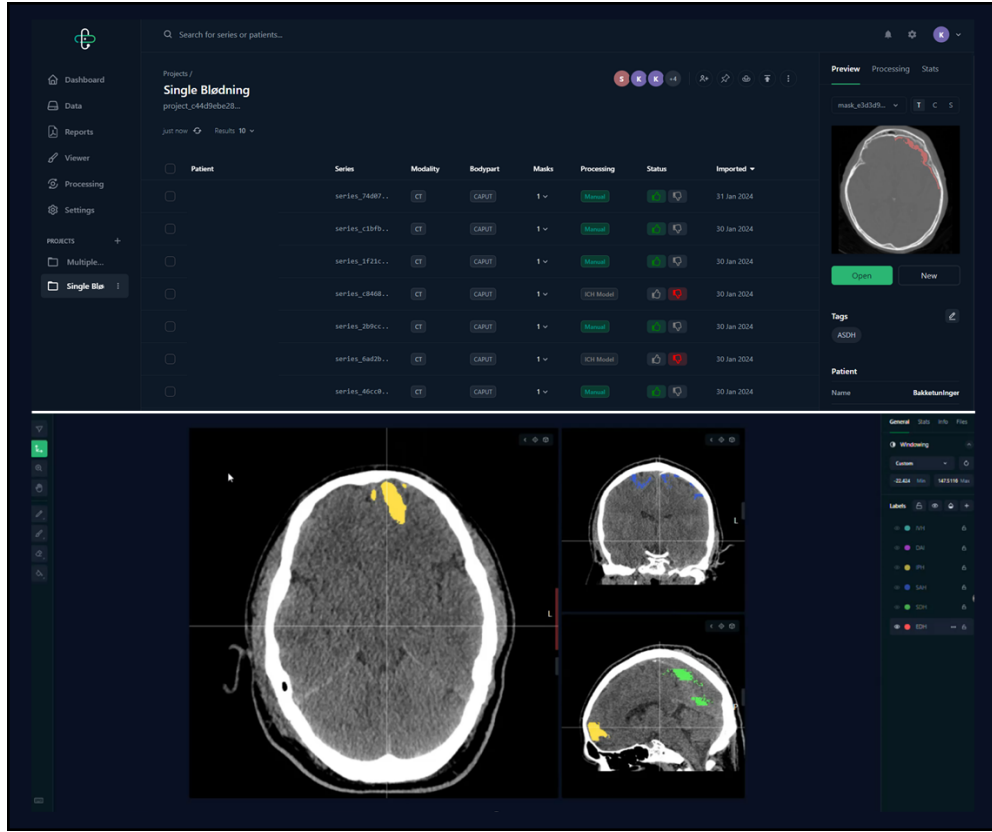 Search for series or patients...
K
Dashboard
Data
Reports
Viewer
Processing
Settings
PROJECTS +
Multiple...
Single Blø
Projects /
Single Blødning
project_c44d9ebe28...
S K K +4
just now Results 10
Patient Series Modality Bodypart Masks Processing Status Imported
series_74d07.. CT CAPUT 1 Manual 31 Jan 2024
series_c1bfb.. CT CAPUT 1 Manual 30 Jan 2024
series_1f21c.. CT CAPUT 1 Manual 30 Jan 2024
series_c8468.. CT CAPUT 1 ICH Model 30 Jan 2024
series_2b9cc.. CT CAPUT 1 Manual 30 Jan 2024
series_6ad2b.. CT CAPUT 1 ICH Model 30 Jan 2024
series_46cc0.. CT CAPUT 1 Manual 30 Jan 2024
Preview Processing Stats
mask_e3d3d9... T C S
Open New
Tags
ASDH
Patient
Name BakketunInger
L
L
General Stats Info Files
Windowing
Custom
-22.424 Min 147.5116 Max
Labels +
IVH
DAI
IPH
SAH
SDH
EDH